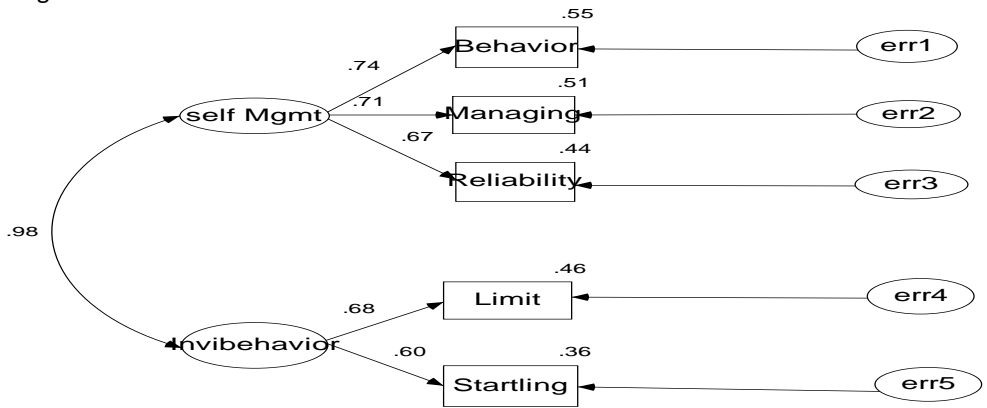 .55
Behavior
err1
.74
.51
.71
self Mgmt
Managing
err2
.67
.44
Reliability
err3
.98
.46
Limit
err4
.68
Invibehavior
.60
.36
Startling
err5